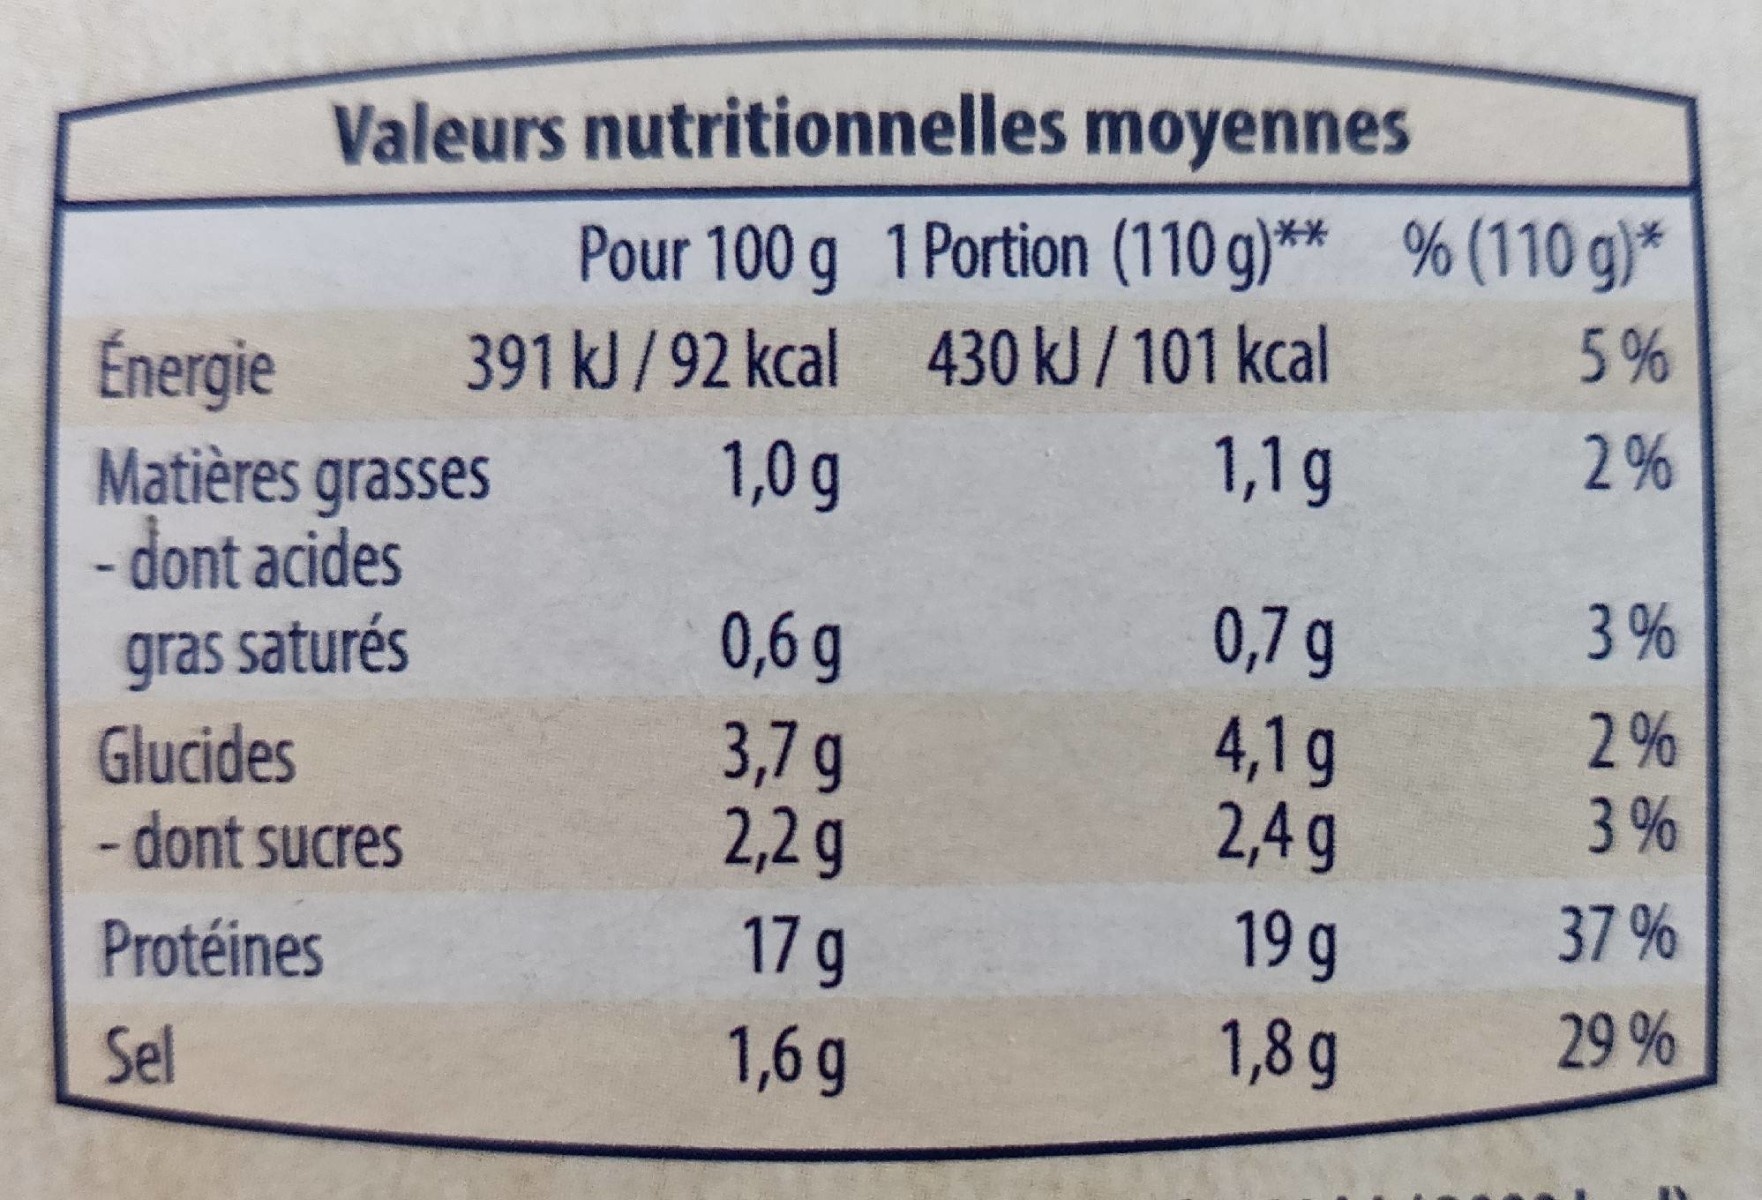 Valeurs nutritionnelles moyennes
Pour 100 g 1 Portion (110 g)** % (110 g)*
Énergie 391 kJ / 92 kcal 430 kJ / 101 kcal 5 %
Matières grasses 1,0 g 1,1 g 2 %
- dont acides
gras saturés 0,6 g 0,7 g 3 %
Glucides 3,7 g 4,1 g 2 %
- dont sucres 2,2 g 2,4 g 3 %
Protéines 17 g 19 g 37 %
Sel 1,6 g 1,8 g 29 %